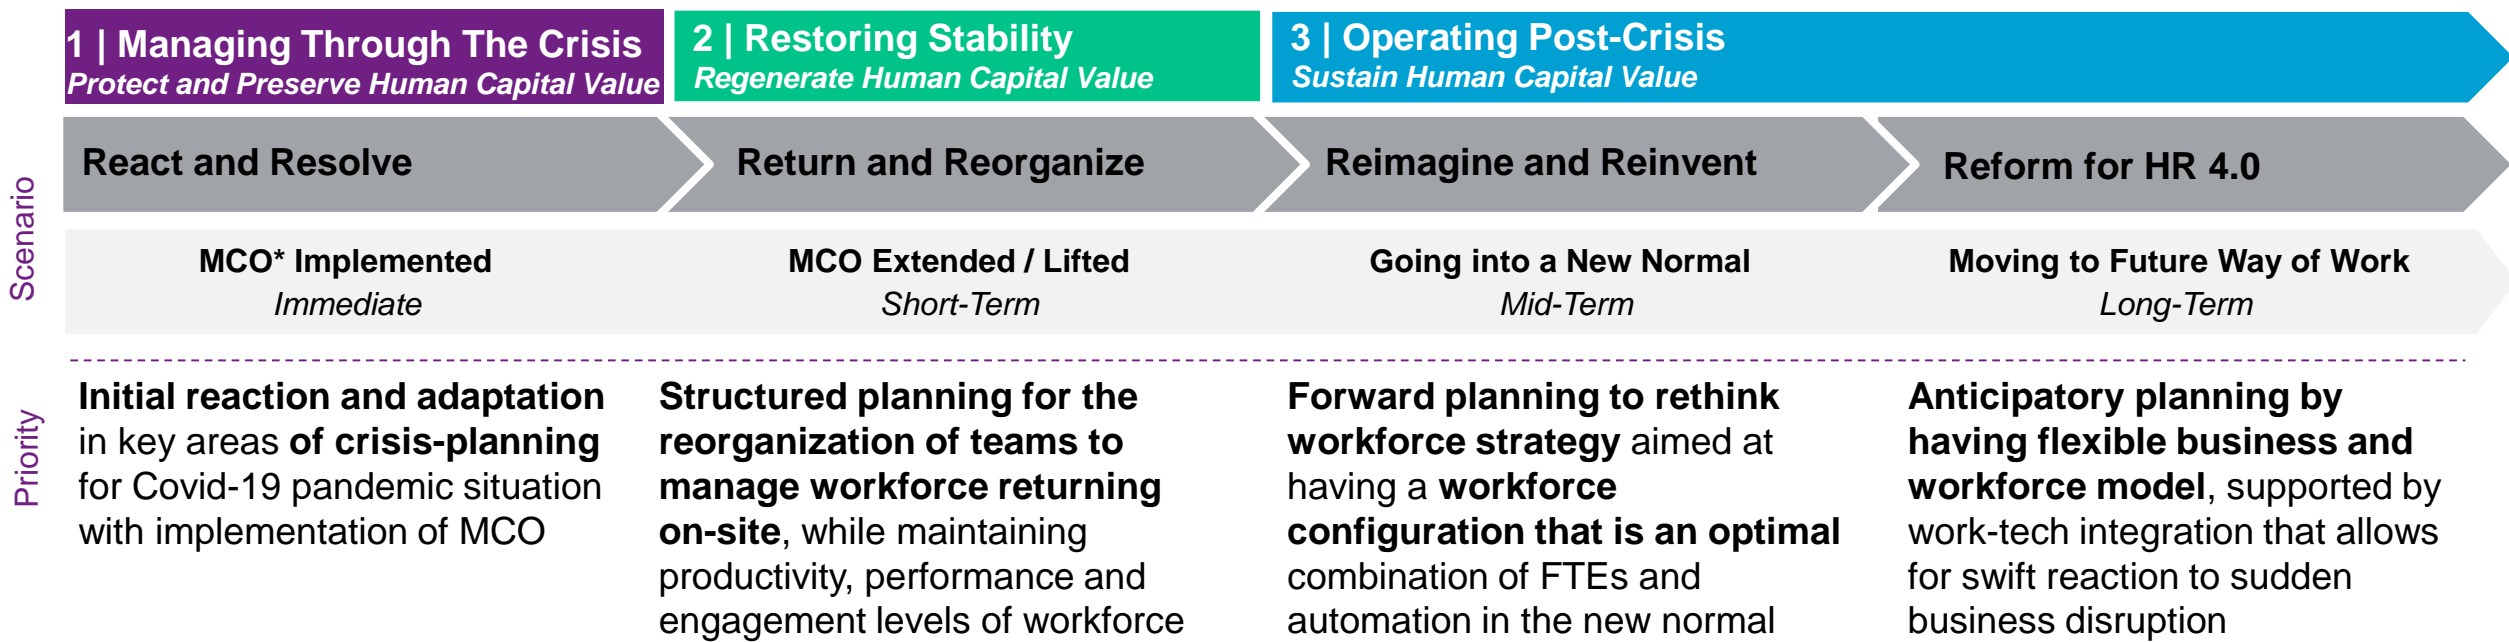 1 | Managing Through The Crisis
Protect and Preserve Human Capital Value
2 | Restoring Stability
Regenerate Human Capital Value
3 | Operating Post-Crisis
Sustain Human Capital Value
Scenario
React and Resolve
Return and Reorganize
Reimagine and Reinvent
Reform for HR 4.0
MCO* Implemented
Immediate
MCO Extended / Lifted
Short-Term
Going into a New Normal
Mid-Term
Moving to Future Way of Work
Long-Term
Priority
Initial reaction and adaptation
in key areas of crisis-planning
for Covid-19 pandemic situation
with implementation of MCO
Structured planning for the
reorganization of teams to
manage workforce returning
on-site, while maintaining
productivity, performance and
engagement levels of workforce
Forward planning to rethink
workforce strategy aimed at
having a workforce
configuration that is an optimal
combination of FTEs and
automation in the new normal
Anticipatory planning by
having flexible business and
workforce model, supported by
work-tech integration that allows
for swift reaction to sudden
business disruption